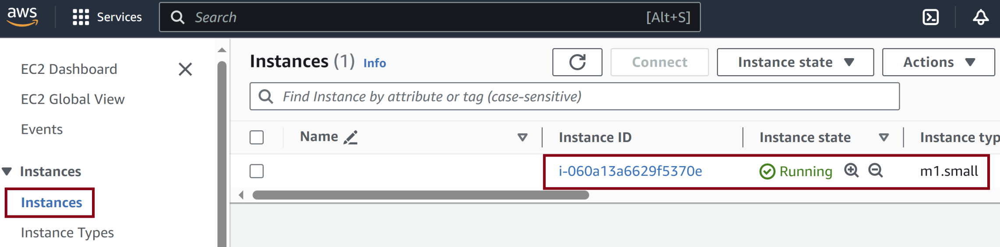 aws Services Search [Alt+S]
EC2 Dashboard
EC2 Global View
Events
Instances
Instances
Instance Types
Instances (1) Info Connect Instance state Actions
Find Instance by attribute or tag (case-sensitive)
Name Instance ID Instance state Instance typ
i-060a13a6629f5370e Running m1.small